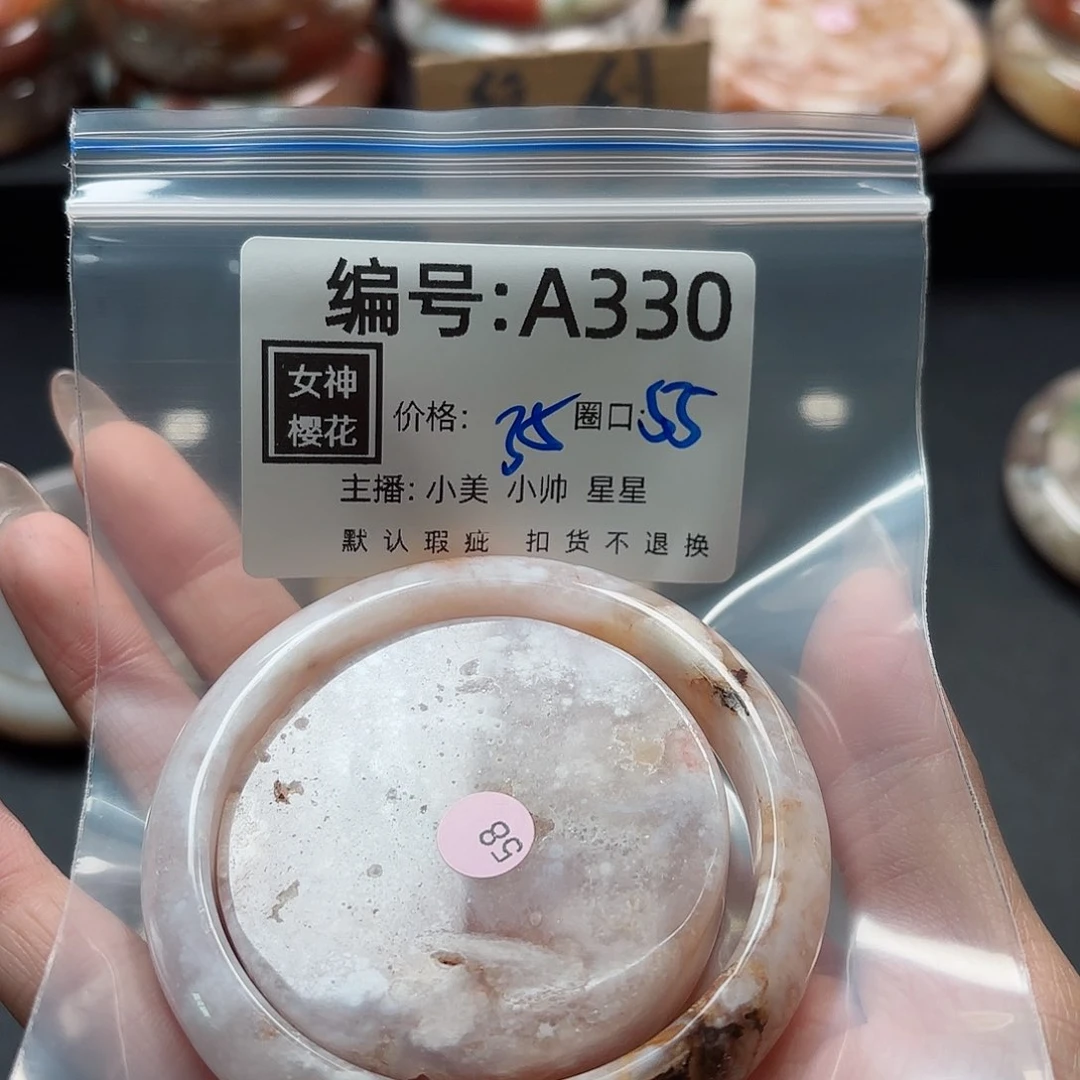 编号:A330
女神
樱花
价格: 35 圈口: 55
主播: 小美 小帅 星星
默认瑕疵 扣货不退换
58